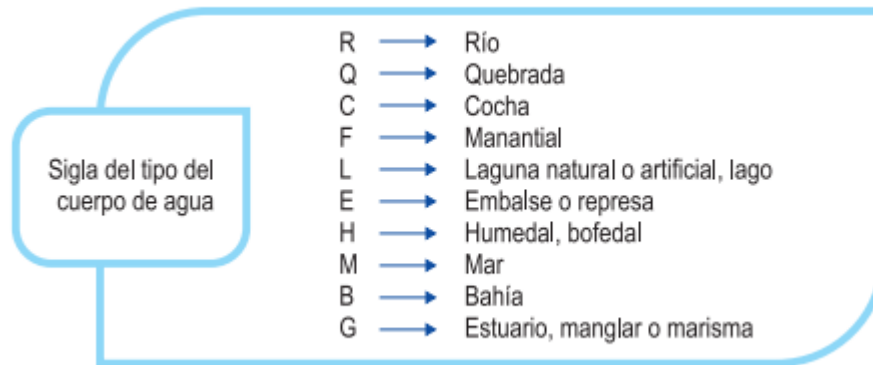 Sigla del tipo del
cuerpo de agua
R → Río
Q → Quebrada
C → Cocha
F → Manantial
L → Laguna natural o artificial, lago
E → Embalse o represa
H → Humedal, bofedal
M → Mar
B → Bahía
G → Estuario, manglar o marisma